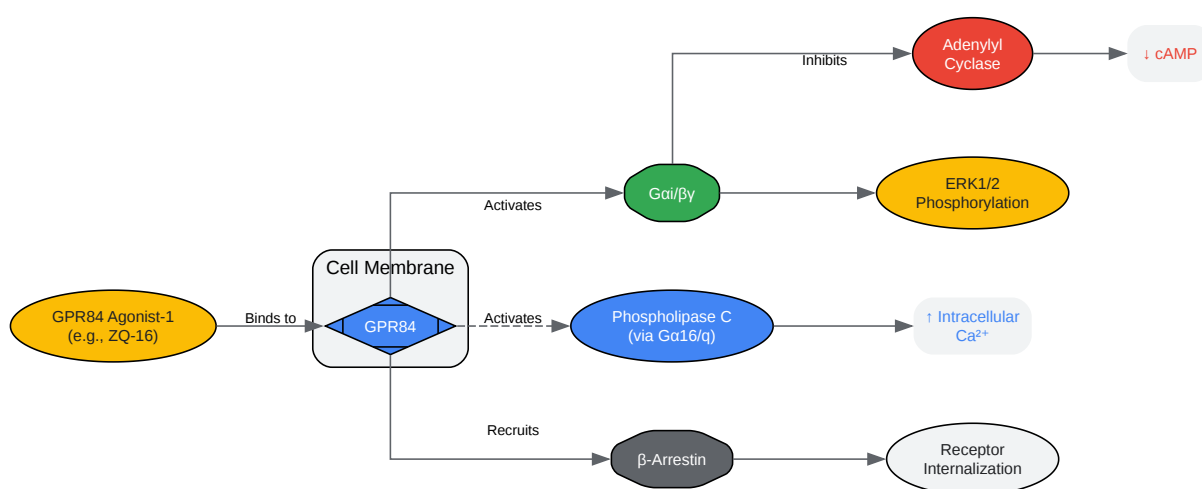 Adenylyl
Cyclase
↓ cAMP
Inhibits
Gαi/βγ
ERK1/2
Phosphorylation
Activates
Cell Membrane
GPR84 Agonist-1
(e.g., ZQ-16)
Binds to
GPR84
Activates
Phospholipase C
(via Gα16/q)
↑ Intracellular
Ca²⁺
Recruits
β-Arrestin
Receptor
Internalization